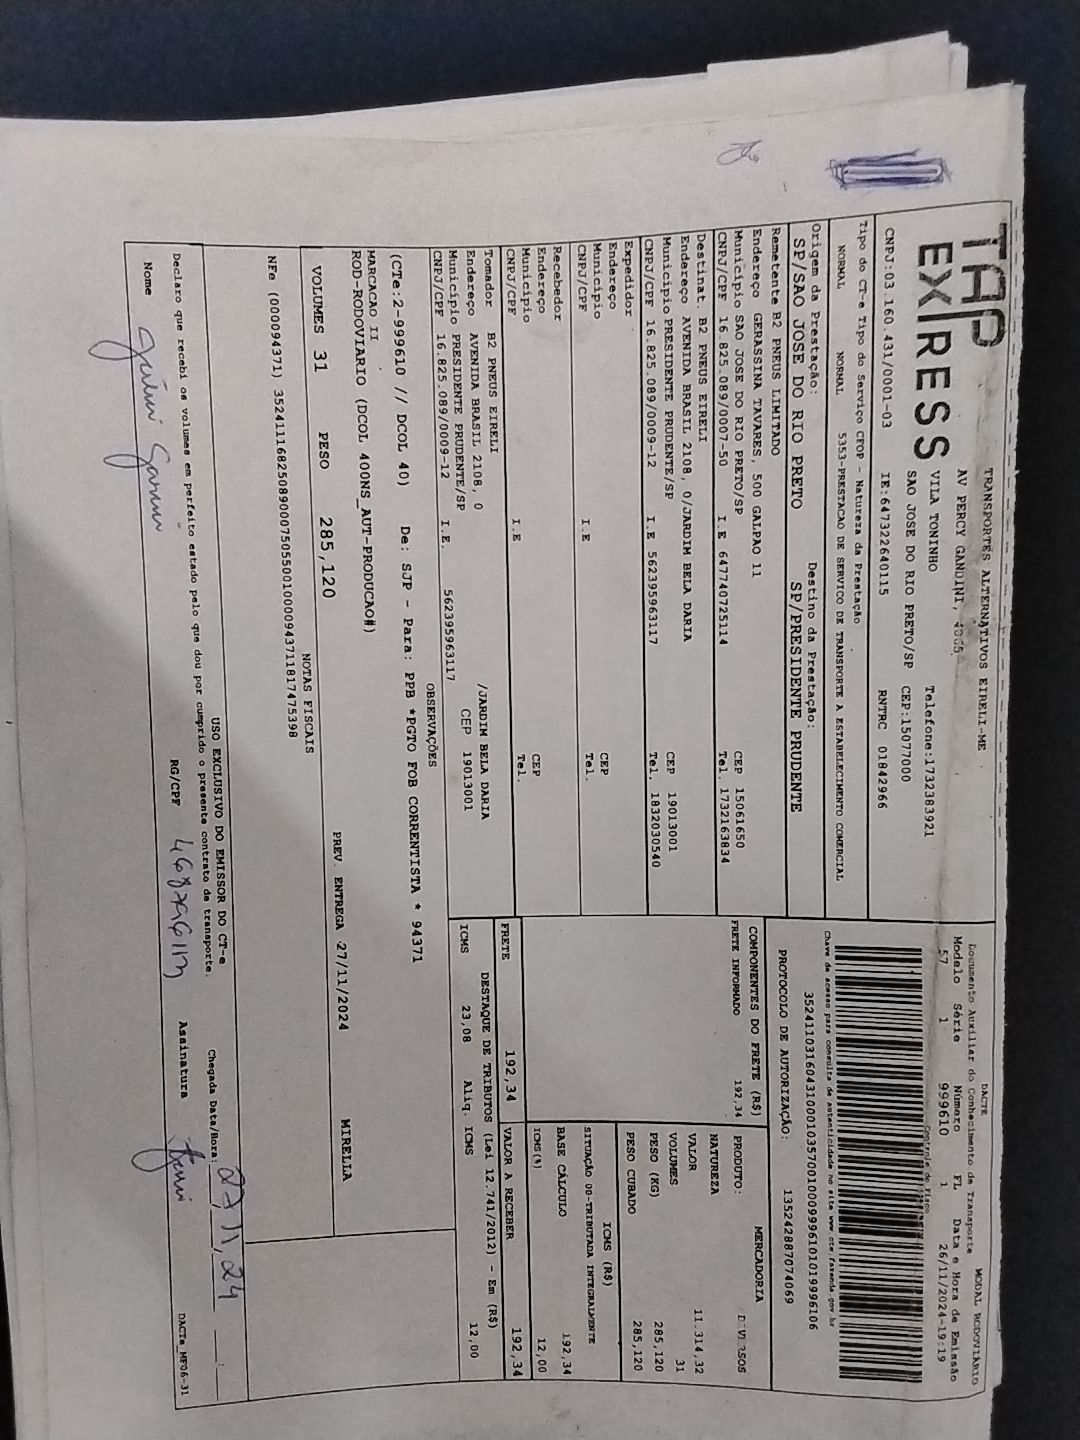 TAP
EXPRESS
TRANSPORTES ALTERNATIVOS EIRELI-ME
AV PERCY GANDINI,
VILA TONINHO Telefone:1732383921
SAO JOSE DO RIO PRETO/SP CEP:15077000
CNPJ:03.160.431/0001-03 IE:647322640115 RNTRC 01842966
DACTE MODAL RODOVIÁRIO
Documento Auxiliar do Conhecimento de Transporte
Modelo Série Número FL Data e Hora de Emissão
57 1 999610 1 26/11/2024-19:19
Controle do Fisco
Chave de acesso para consulta de autenticidade no site www.cte.fazenda.gov.br
35241103160431000103570010009996101019996106
PROTOCOLO DE AUTORIZAÇÃO: 135242887074069
Tipo do CT-e Tipo do Serviço CFOP - Natureza da Prestação
NORMAL NORMAL 5353-PRESTACAO DE SERVICO DE TRANSPORTE A ESTABELECIMENTO COMERCIAL
Origem da Prestação: Destino da Prestação:
SP/SAO JOSE DO RIO PRETO SP/PRESIDENTE PRUDENTE
Remetente B2 PNEUS LIMITADO
Endereço GERASSINA TAVARES, 500 GALPAO 11
Município SAO JOSE DO RIO PRETO/SP CEP 15061650
CNPJ/CPF 16.825.089/0007-50 I.E 647740725114 Tel. 1732163834
Destinat. B2 PNEUS EIRELI
Endereço AVENIDA BRASIL 2108, 0/JARDIM BELA DARIA
Município PRESIDENTE PRUDENTE/SP CEP 19013001
CNPJ/CPF 16.825.089/0009-12 I.E 562395963117 Tel. 1832030540
Expedidor
Endereço
Município CEP
CNPJ/CPF I.E Tel.
Recebedor
Endereço
Município CEP
CNPJ/CPF I.E Tel.
Tomador B2 PNEUS EIRELI
Endereço AVENIDA BRASIL 2108, 0 /JARDIM BELA DARIA
Município PRESIDENTE PRUDENTE/SP CEP 19013001
CNPJ/CPF 16.825.089/0009-12 I.E. 562395963117
COMPONENTES DO FRETE (R$)
FRETE INFORMADO 192,34
MERCADORIA
PRODUTO: DIVERSOS
NATUREZA
VALOR 11.314,32
VOLUMES 31
PESO (KG) 285,120
PESO CUBADO 285,120
ICMS (R$)
SITUAÇÃO 00-TRIBUTADA INTEGRALMENTE
BASE CÁLCULO 192,34
ICMS(%) 12,00
FRETE 192,34 VALOR A RECEBER 192,34
DESTAQUE DE TRIBUTOS (Lei 12.741/2012) - Em (R$)
ICMS 23,08 Aliq. ICMS 12,00
OBSERVAÇÕES
(CTe:2-999610 // DCOL 40) De: SJP - Para: PPB *PGTO FOB CORRENTISTA * 94371
MARCACAO II
ROD-RODOVIARIO (DCOL 400NS_AUT-PRODUCAO#)
VOLUMES 31 PESO 285,120 PREV. ENTREGA 27/11/2024 MIRELLA
NOTAS FISCAIS
NFe (000094371) 35241116825089000750550010000943711817475398
USO EXCLUSIVO DO EMISSOR DO CT-e
Declaro que recebi os volumes em perfeito estado pelo que dou por cumprido o presente contrato de transporte. Chegada Data/Hora: 27/11/24 __:__
Nome RG/CPF Assinatura
DACTe_MF06-31